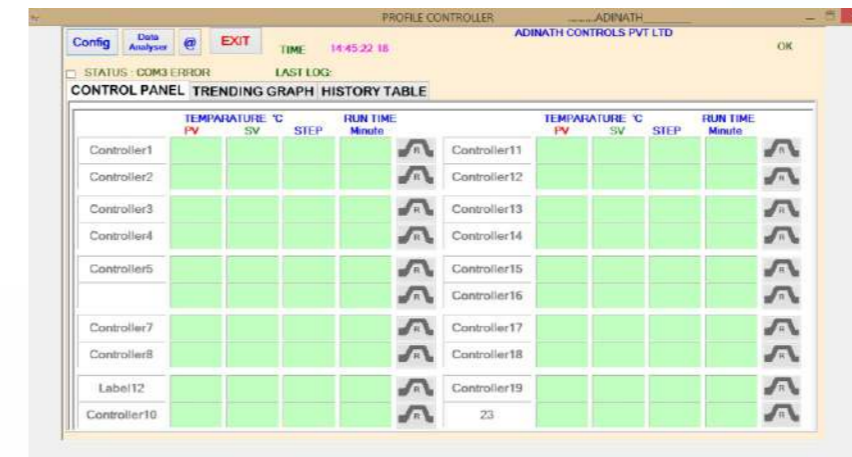 PROFILE CONTROLLER ........ADINATH______
Config Data Analyser @ EXIT TIME 14:45:22 18 ADINATH CONTROLS PVT LTD OK
STATUS : COM3 ERROR LAST LOG:
CONTROL PANEL TRENDING GRAPH HISTORY TABLE
TEMPARATURE °C RUN TIME TEMPARATURE °C RUN TIME
PV SV STEP Minute PV SV STEP Minute
Controller1 R Controller11 R
Controller2 R Controller12 R
Controller3 R Controller13 R
Controller4 R Controller14 R
Controller5 R Controller15 R
R Controller16 R
Controller7 R Controller17 R
Controller8 R Controller18 R
Label12 R Controller19 R
Controller10 R 23 R